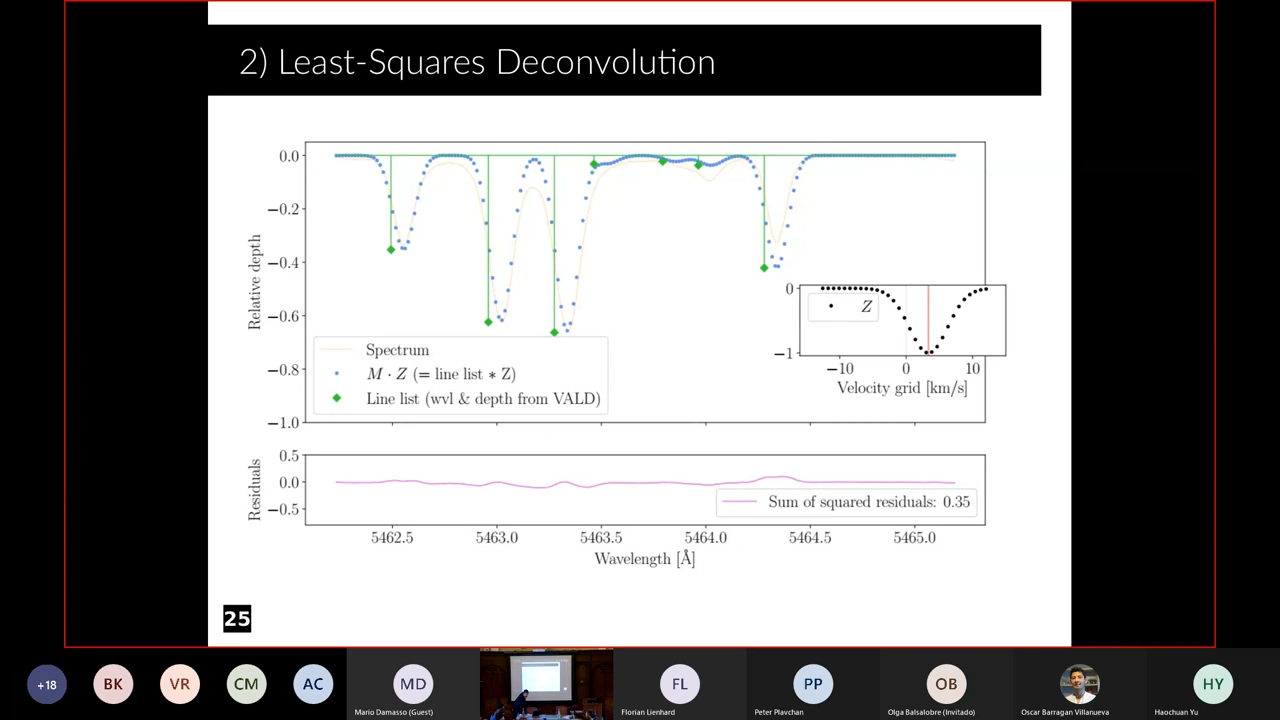 2) Least-Squares Deconvolution
0.0
−0.2
−0.4
−0.6
−0.8
−1.0
Relative depth
Spectrum
M · Z (= line list ∗ Z)
Line list (wvl & depth from VALD)
0
−1
Z
−10 0 10
Velocity grid [km/s]
0.5
0.0
−0.5
Residuals
Sum of squared residuals: 0.35
5462.5 5463.0 5463.5 5464.0 5464.5 5465.0
Wavelength [Å]
25
+18 BK VR CM AC MD FL PP OB HY
Mario Damasso (Guest) Florian Lienhard Peter Plavchan Olga Balsalobre (Invitado) Oscar Barragan Villanueva Haochuan Yu